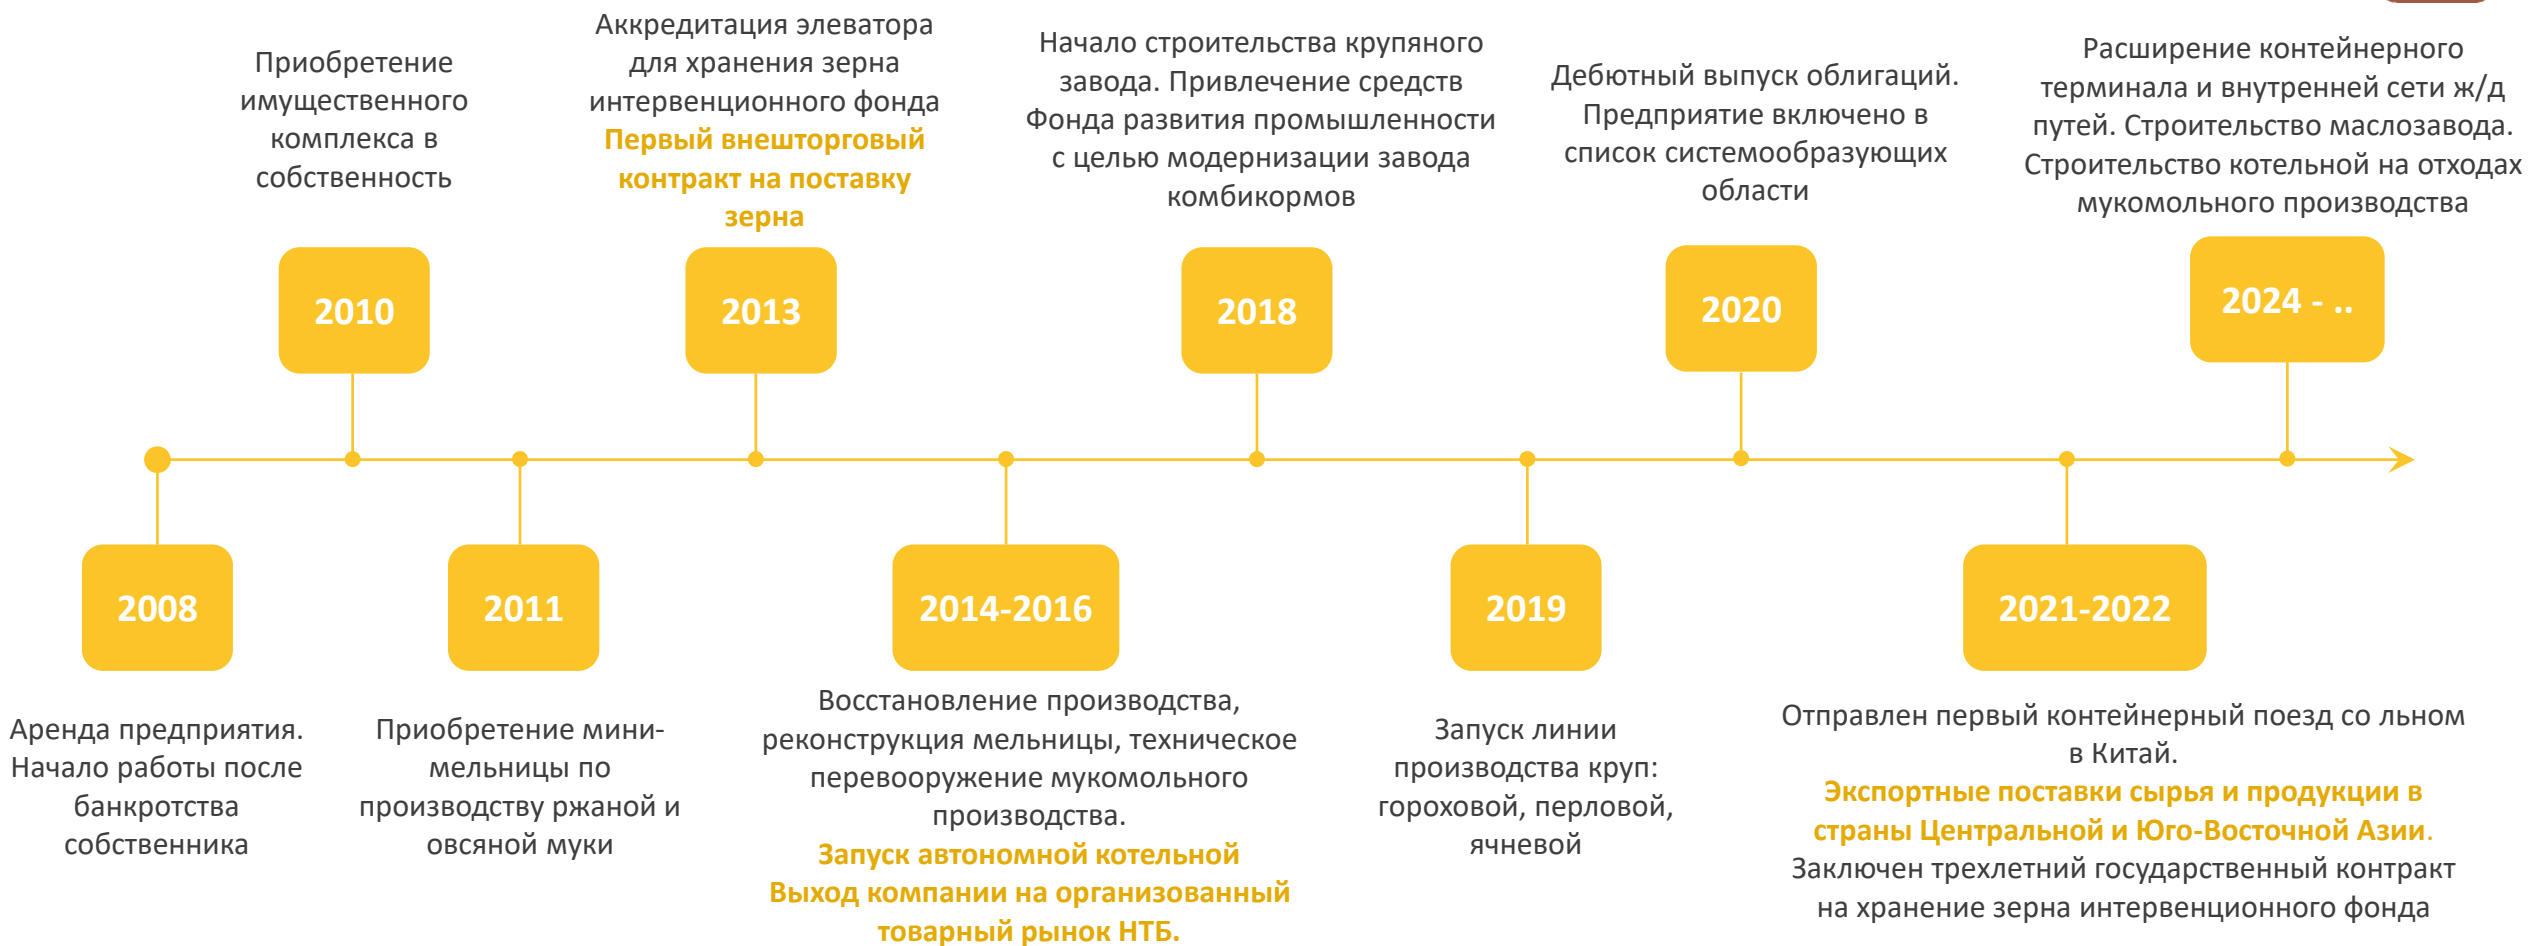 Приобретение
имущественного
комплекса в
собственность
2010
Аккредитация элеватора
для хранения зерна
интервенционного фонда
Первый внешторговый
контракт на поставку
зерна
2013
Начало строительства крупяного
завода. Привлечение средств
Фонда развития промышленности
с целью модернизации завода
комбикормов
2018
Дебютный выпуск облигаций.
Предприятие включено в
список системообразующих
области
2020
Расширение контейнерного
терминала и внутренней сети ж/д
путей. Строительство маслозавода.
Строительство котельной на отходах
мукомольного производства
2024 - ..
2008
Аренда предприятия.
Начало работы после
банкротства
собственника
2011
Приобретение мини-
мельницы по
производству ржаной и
овсяной муки
2014-2016
Восстановление производства,
реконструкция мельницы, техническое
перевооружение мукомольного
производства.
Запуск автономной котельной
Выход компании на организованный
товарный рынок НТБ.
2019
Запуск линии
производства круп:
гороховой, перловой,
ячневой
2021-2022
Отправлен первый контейнерный поезд со льном
в Китай.
Экспортные поставки сырья и продукции в
страны Центральной и Юго-Восточной Азии.
Заключен трехлетний государственный контракт
на хранение зерна интервенционного фонда